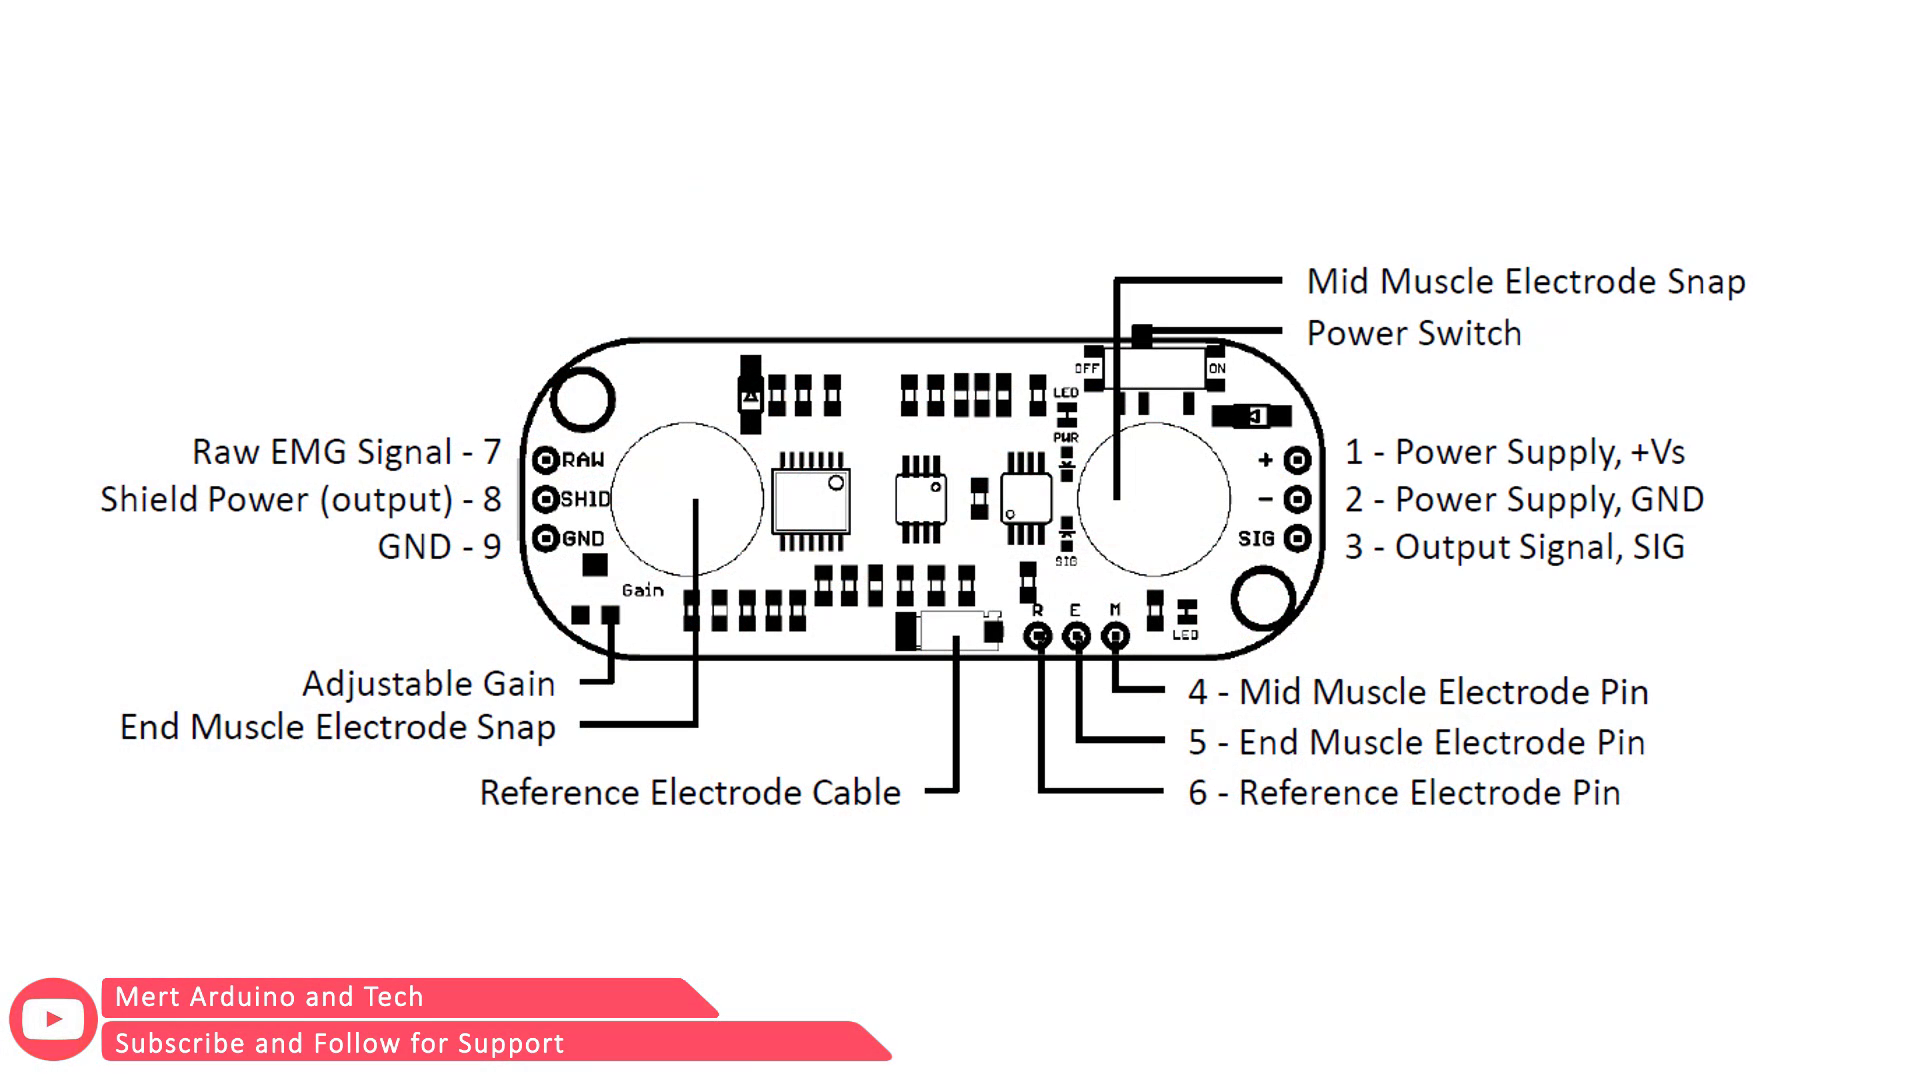 Mid Muscle Electrode Snap
Power Switch
OFF
ON
LED
PWR
Raw EMG Signal - 7
RAW
+
1 - Power Supply, +Vs
Shield Power (output) - 8
SHID
-
2 - Power Supply, GND
GND - 9
GND
SIG
3 - Output Signal, SIG
SIG
Gain
R E M
LED
Adjustable Gain
End Muscle Electrode Snap
Reference Electrode Cable
4 - Mid Muscle Electrode Pin
5 - End Muscle Electrode Pin
6 - Reference Electrode Pin
Mert Arduino and Tech
Subscribe and Follow for Support